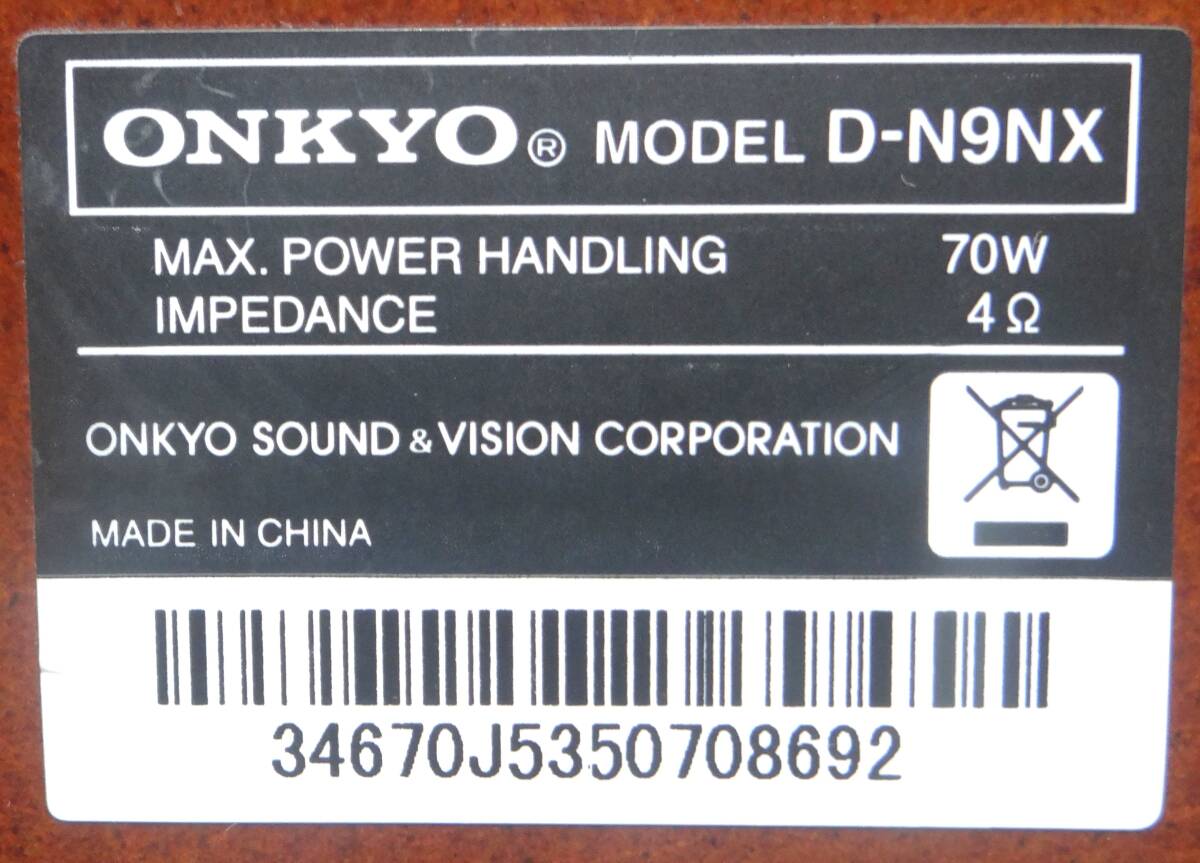 ONKYO® MODEL D-N9NX
MAX. POWER HANDLING 70W
IMPEDANCE 4Ω
ONKYO SOUND & VISION CORPORATION
MADE IN CHINA
34670J5350708692